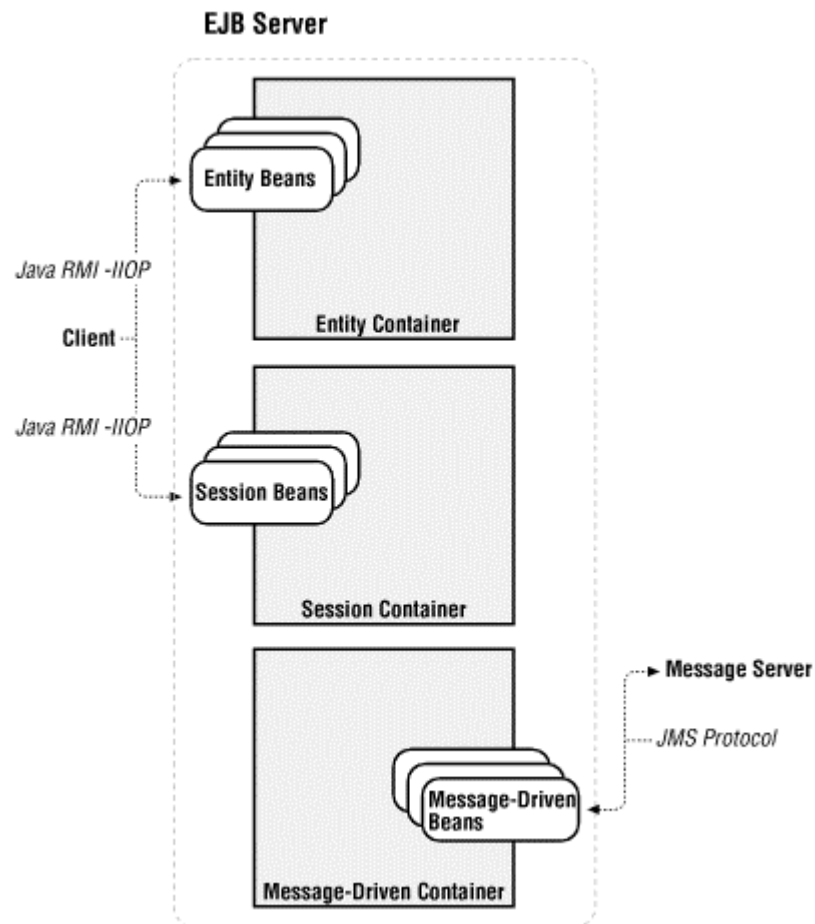 EJB Server
Entity Beans
Java RMI -IIOP
Entity Container
Client
Java RMI -IIOP
Session Beans
Session Container
Message Server
JMS Protocol
Message-Driven
Beans
Message-Driven Container